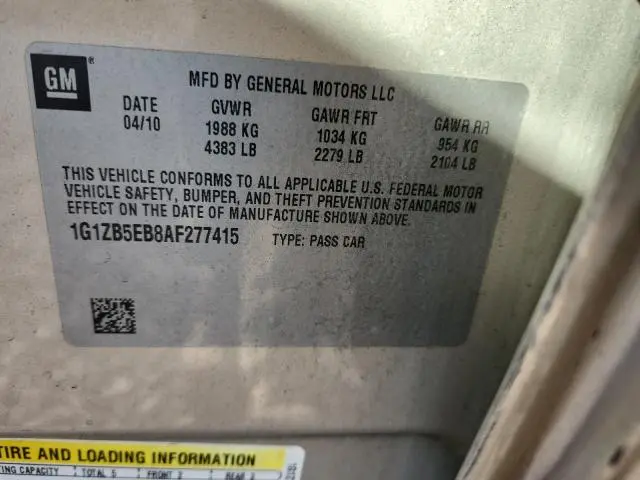 GM ®
MFD BY GENERAL MOTORS LLC
DATE GVWR GAWR FRT GAWR RR
04/10 1988 KG 1034 KG 954 KG
4383 LB 2279 LB 2104 LB
THIS VEHICLE CONFORMS TO ALL APPLICABLE U.S. FEDERAL MOTOR
VEHICLE SAFETY, BUMPER, AND THEFT PREVENTION STANDARDS IN
EFFECT ON THE DATE OF MANUFACTURE SHOWN ABOVE.
1G1ZB5EB8AF277415 TYPE: PASS CAR
TIRE AND LOADING INFORMATION
TING CAPACITY TOTAL 5 FRONT 2 REAR 3